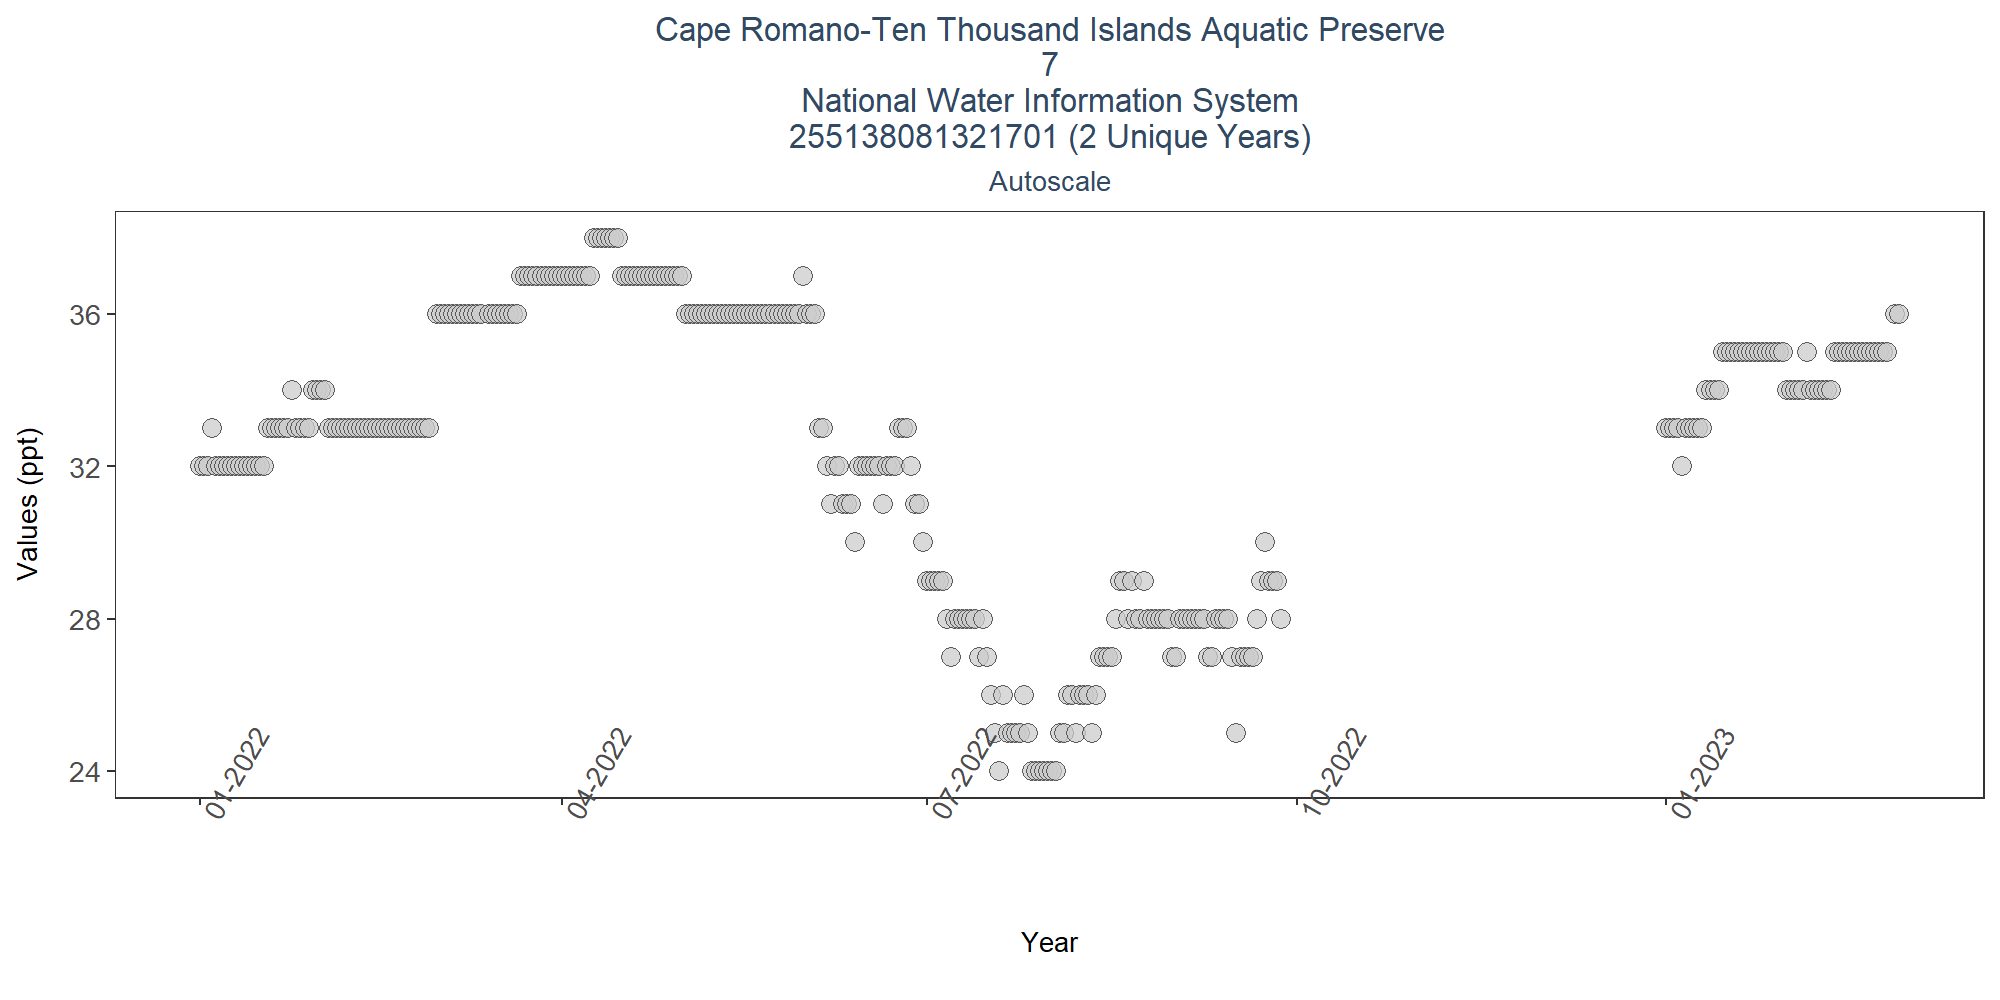 Cape Romano-Ten Thousand Islands Aquatic Preserve
7
National Water Information System
255138081321701 (2 Unique Years)
Autoscale
Values (ppt)
36
32
28
24
01-2022
04-2022
07-2022
10-2022
01-2023
Year